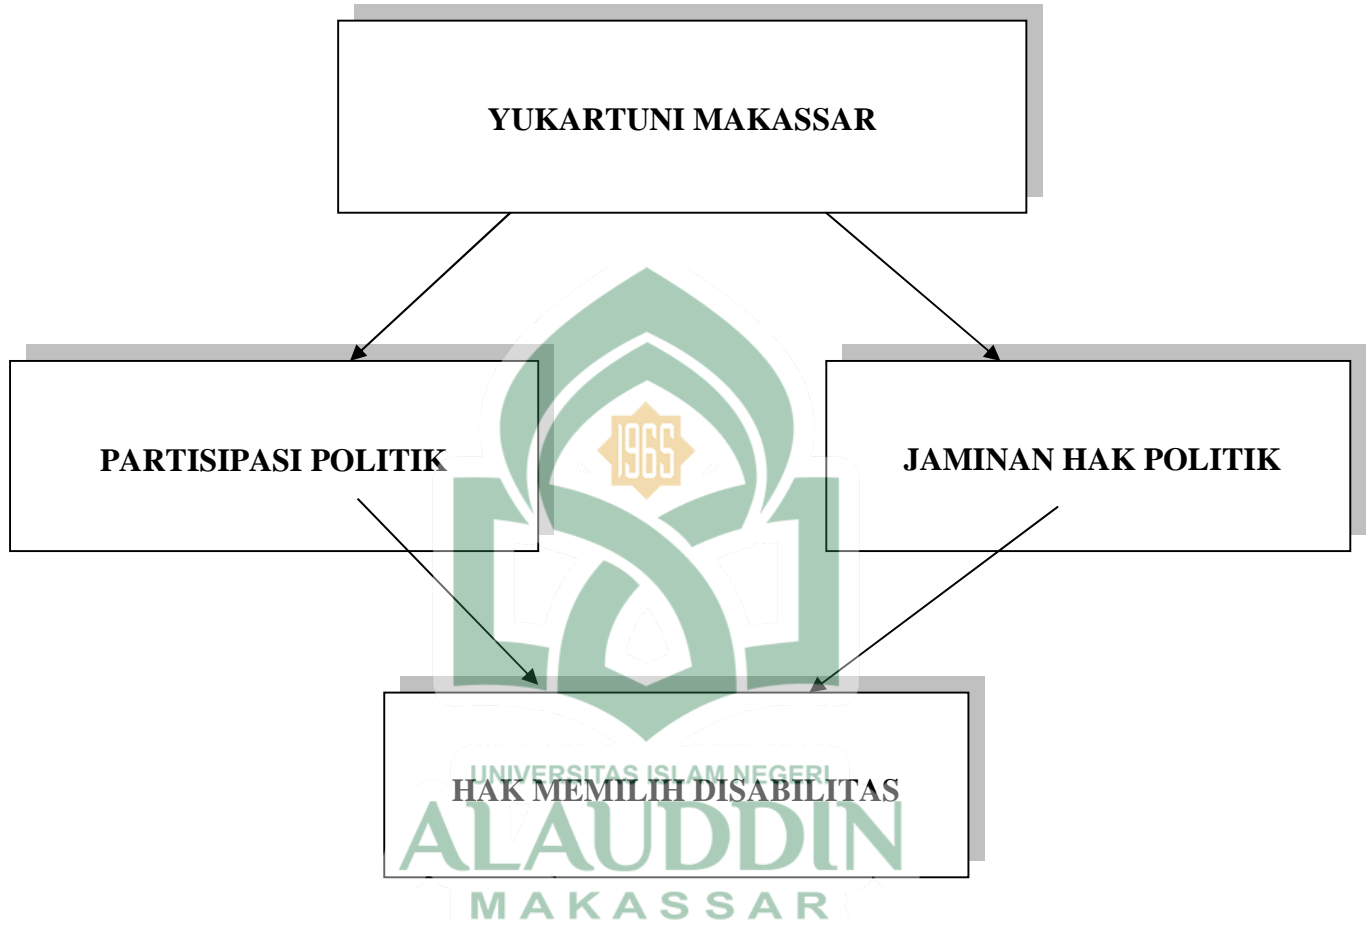 YUKARTUNI MAKASSAR
PARTISIPASI POLITIK
1965
JAMINAN HAK POLITIK
UNIVERSITAS ISLAM NEGERI
HAK MEMILIH DISABILITAS
ALAUDDIN
MAKASSAR